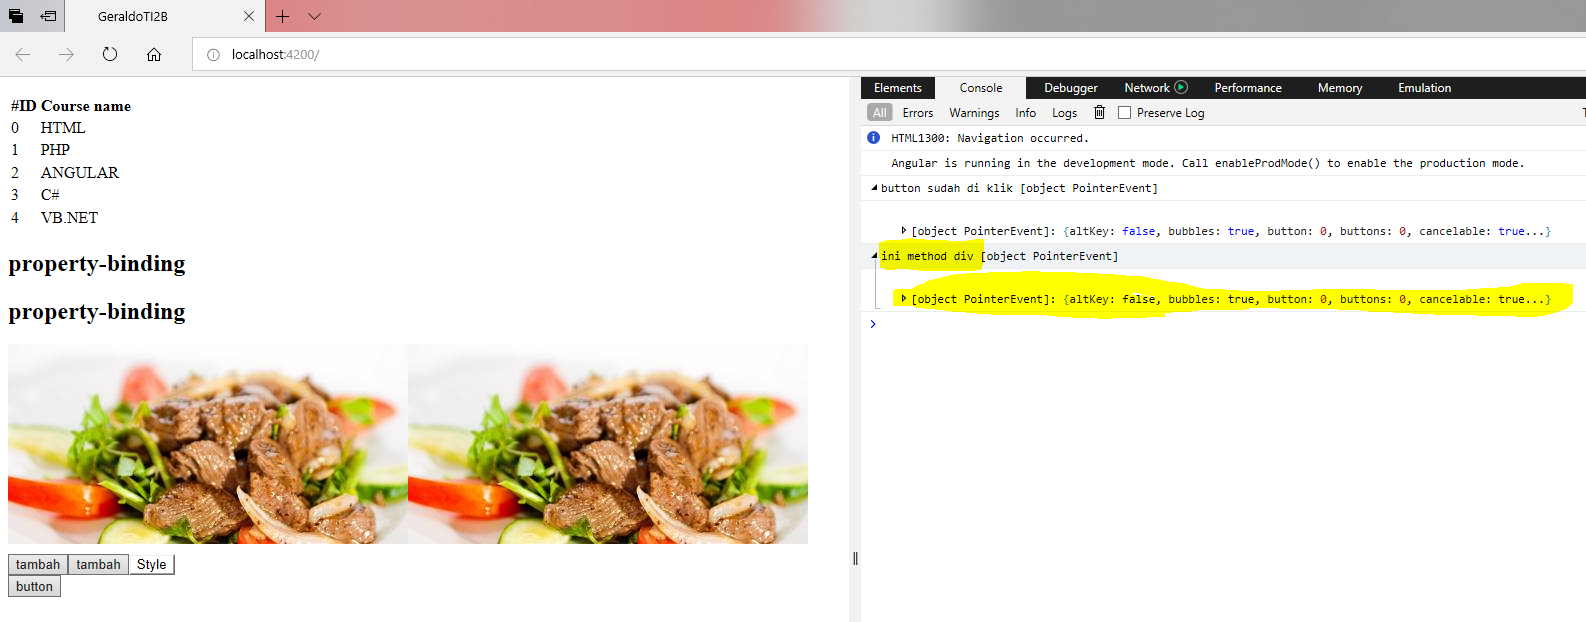 GeraldoTI2B
localhost:4200/
#ID Course name
0 HTML
1 PHP
2 ANGULAR
3 C#
4 VB.NET
property-binding
property-binding
tambah tambah Style
button
Elements Console Debugger Network Performance Memory Emulation
All Errors Warnings Info Logs Preserve Log
HTML1300: Navigation occurred.
Angular is running in the development mode. Call enableProdMode() to enable the production mode.
button sudah di klik [object PointerEvent]
[object PointerEvent]: {altKey: false, bubbles: true, button: 0, buttons: 0, cancelable: true...}
ini method div [object PointerEvent]
[object PointerEvent]: {altKey: false, bubbles: true, button: 0, buttons: 0, cancelable: true...}